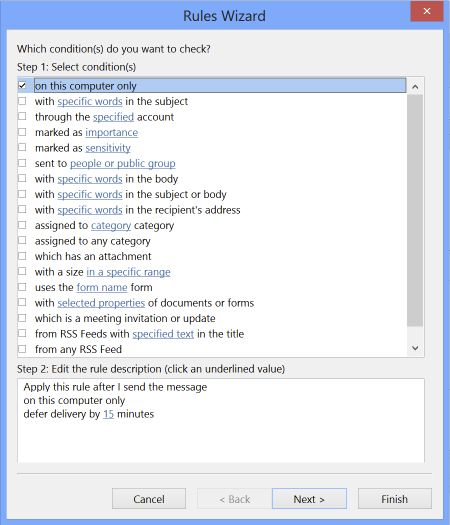 Rules Wizard
Which condition(s) do you want to check?
Step 1: Select condition(s)
on this computer only
with specific words in the subject
through the specified account
marked as importance
marked as sensitivity
sent to people or public group
with specific words in the body
with specific words in the subject or body
with specific words in the recipient's address
assigned to category category
assigned to any category
which has an attachment
with a size in a specific range
uses the form name form
with selected properties of documents or forms
which is a meeting invitation or update
from RSS Feeds with specified text in the title
from any RSS Feed
Step 2: Edit the rule description (click an underlined value)
Apply this rule after I send the message
on this computer only
defer delivery by 15 minutes
Cancel < Back Next > Finish